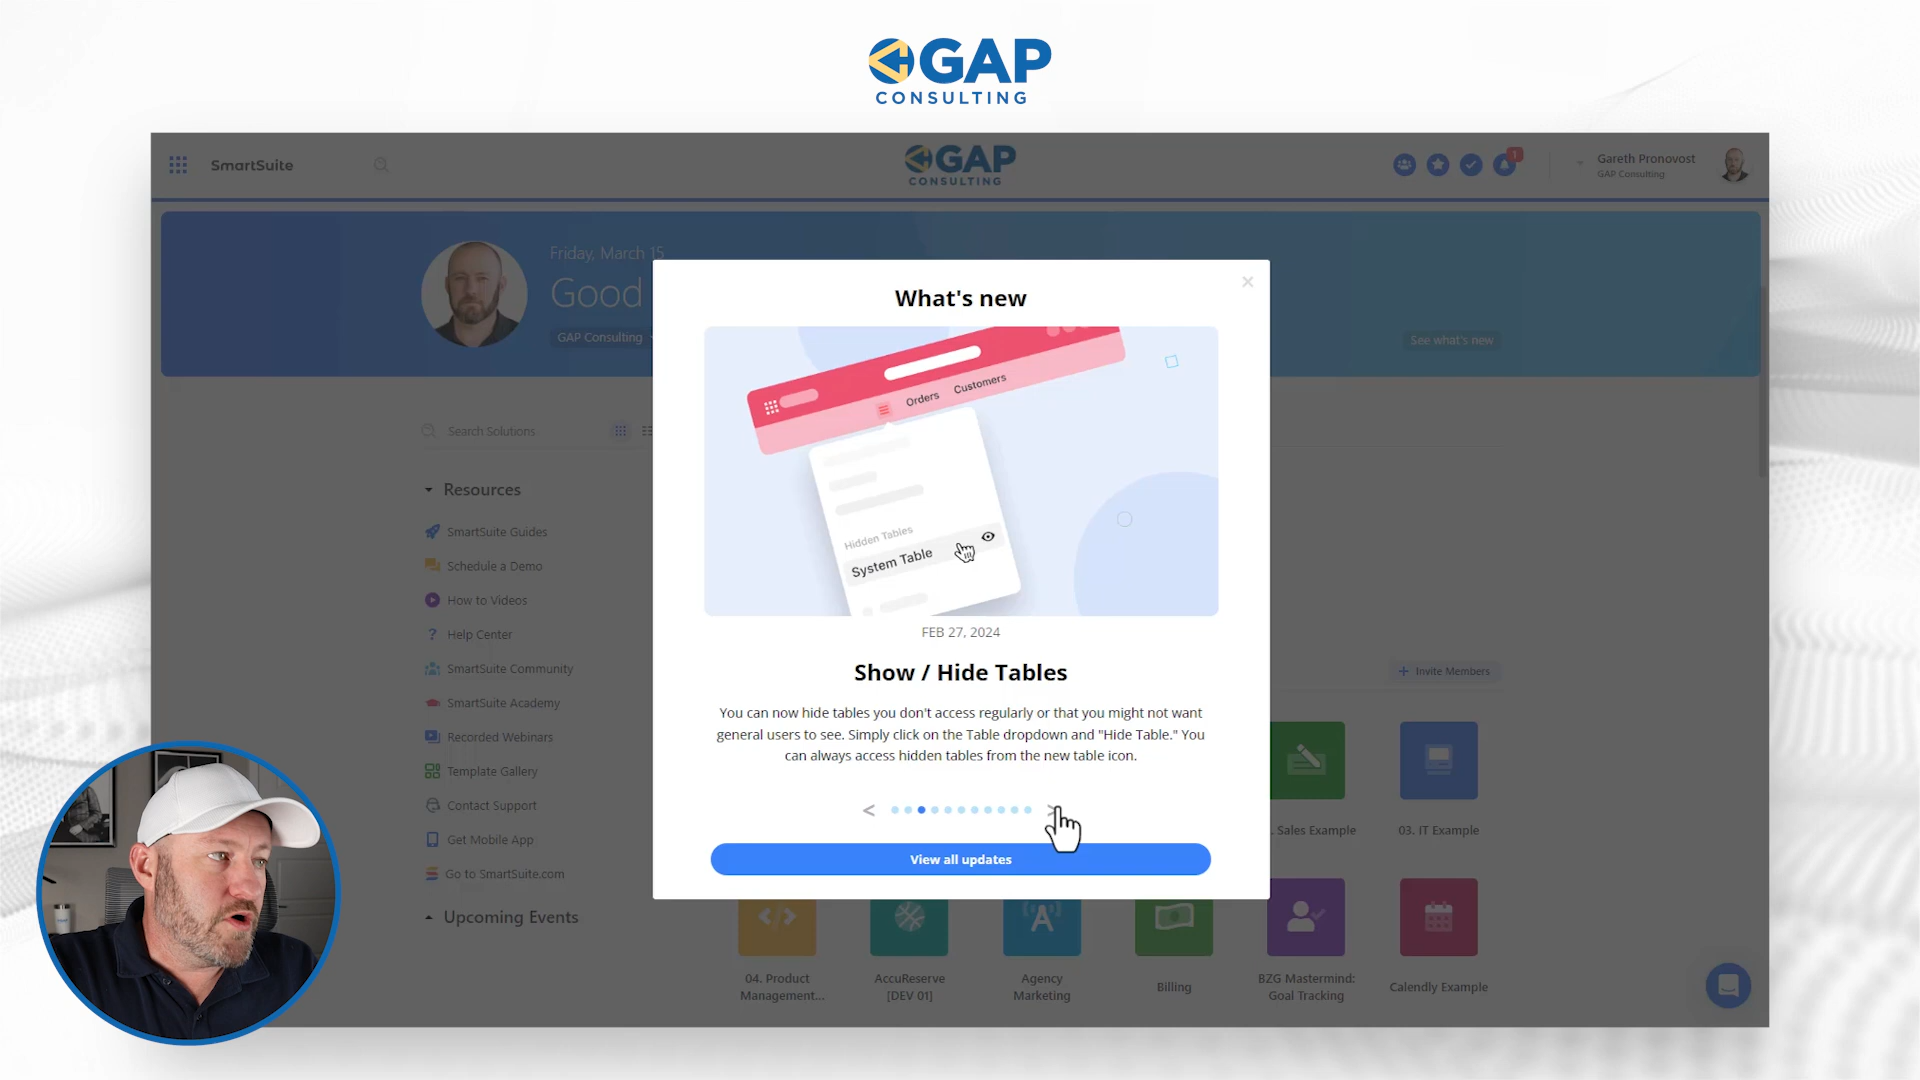 GAP
CONSULTING
SmartSuite
GAP
CONSULTING
1
Gareth Pronovost
GAP Consulting
Friday, March 15
Good
GAP Consulting
See what's new
What's new
Customers
Orders
Hidden Tables
System Table
FEB 27, 2024
Show / Hide Tables
You can now hide tables you don't access regularly or that you might not want
general users to see. Simply click on the Table dropdown and "Hide Table." You
can always access hidden tables from the new table icon.
< >
View all updates
Search Solutions
Resources
SmartSuite Guides
Schedule a Demo
How to Videos
? Help Center
SmartSuite Community
SmartSuite Academy
Recorded Webinars
Template Gallery
Contact Support
Get Mobile App
Go to SmartSuite.com
Upcoming Events
+ Invite Members
. Sales Example
03. IT Example
04. Product
Management...
AccuReserve
[DEV 01]
Agency
Marketing
Billing
BZG Mastermind:
Goal Tracking
Calendly Example